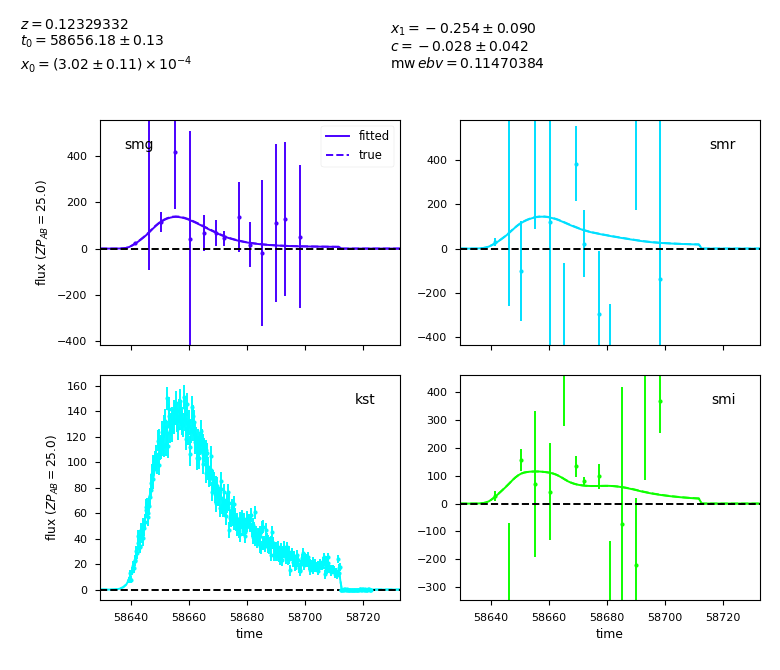 z = 0.12329332
t₀ = 58656.18 ± 0.13
x₀ = (3.02 ± 0.11) × 10⁻⁴
x₁ = −0.254 ± 0.090
c = −0.028 ± 0.042
mw ebv = 0.11470384
smg
fitted
true
400
200
0
−200
−400
flux (ZP_AB = 25.0)
smr
400
200
0
−200
−400
kst
160
140
120
100
80
60
40
20
0
flux (ZP_AB = 25.0)
58640 58660 58680 58700 58720
time
smi
400
300
200
100
0
−100
−200
−300
58640 58660 58680 58700 58720
time